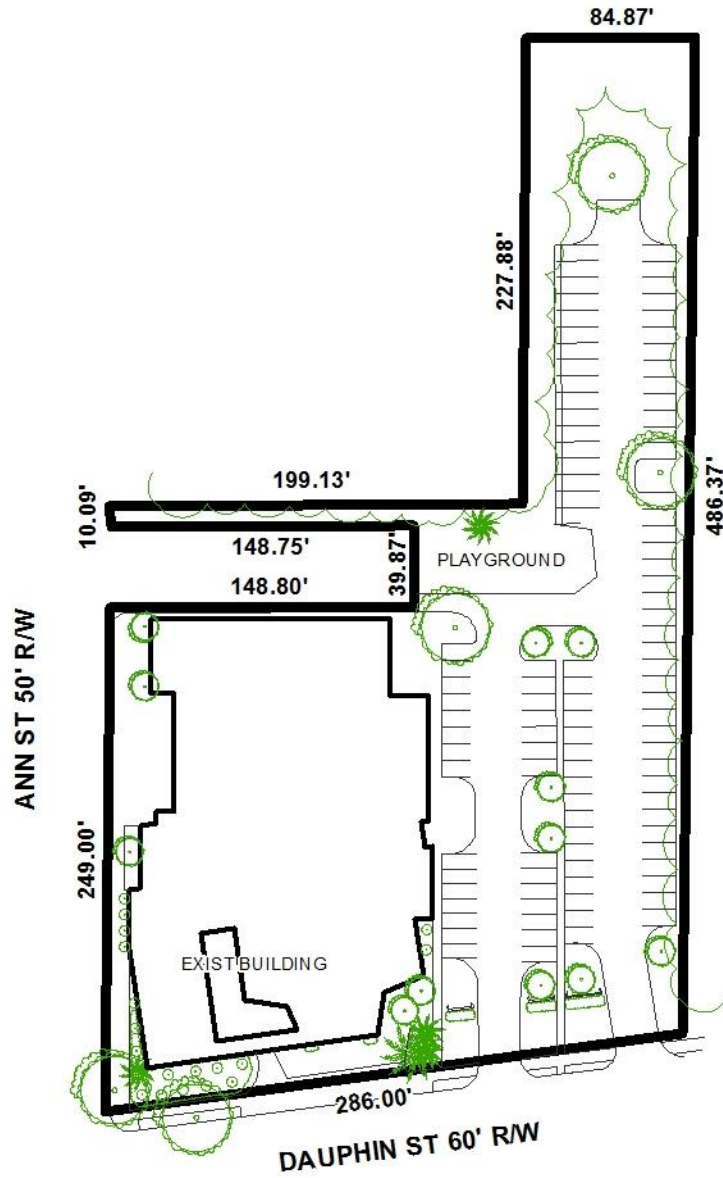 84.87'
227.88'
199.13'
10.09'
486.37'
148.75'
39.87'
PLAYGROUND
148.80'
ANN ST 50' R/W
249.00'
EXIST BUILDING
286.00'
DAUPHIN ST 60' R/W